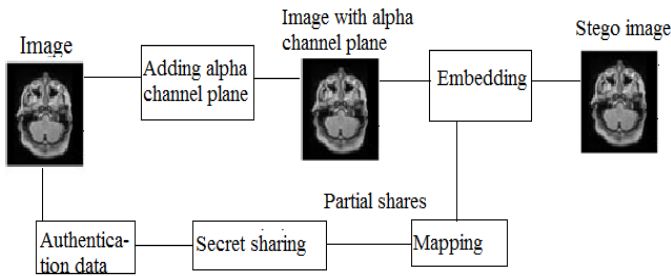 Image
Adding alpha
channel plane
Image with alpha
channel plane
Embedding
Stego image
Partial shares
Authentica-
tion data
Secret sharing
Mapping